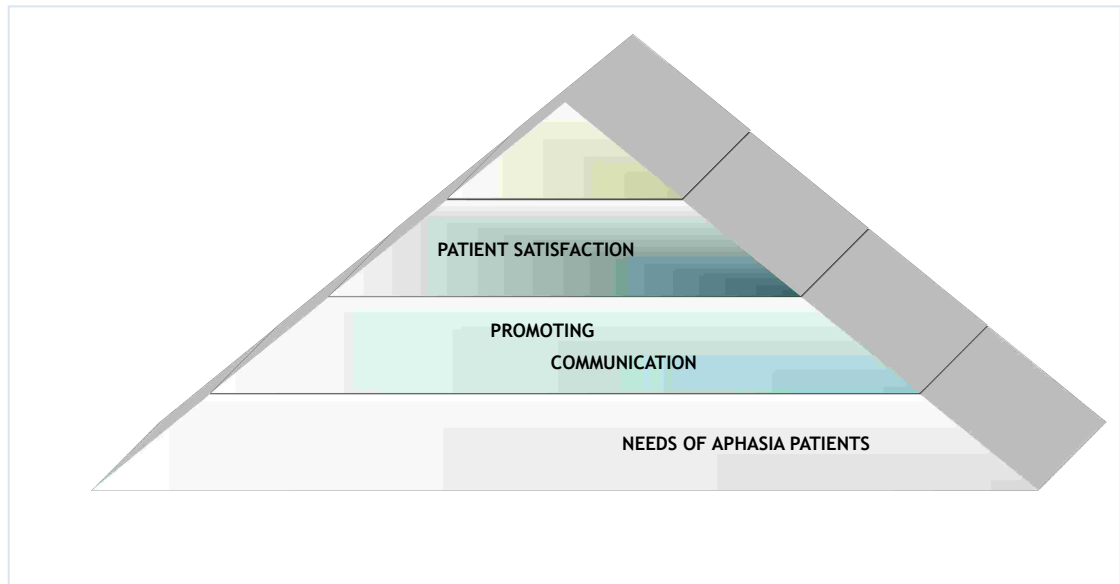 PATIENT SATISFACTION
PROMOTING
COMMUNICATION
NEEDS OF APHASIA PATIENTS